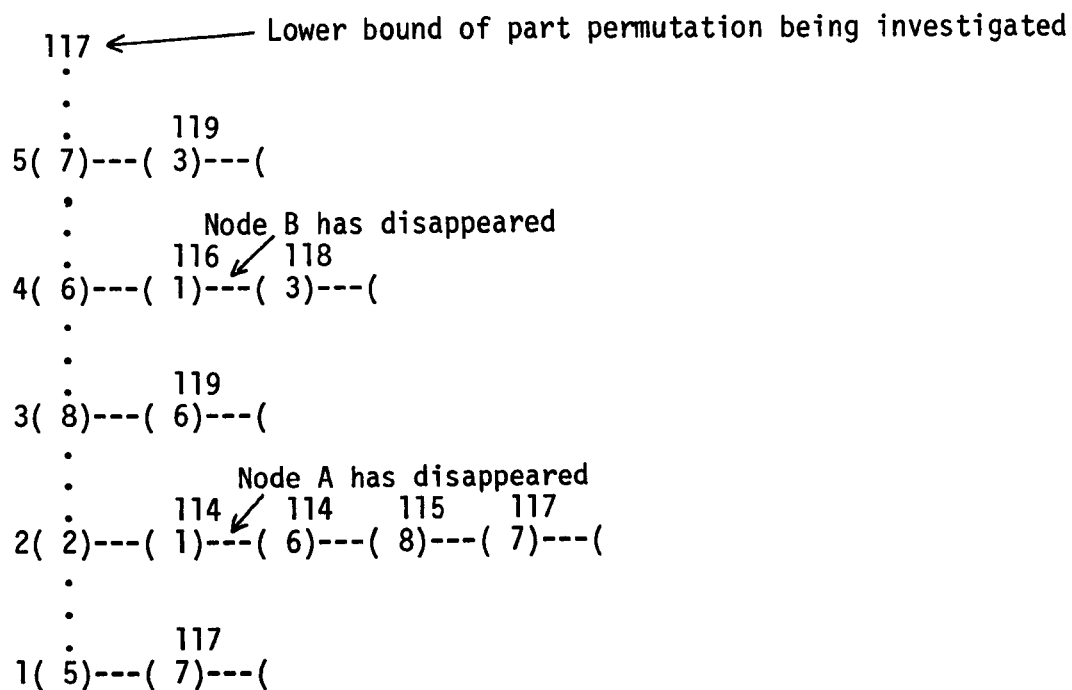 117 Lower bound of part permutation being investigated
119
5( 7)---( 3)---(
Node B has disappeared
116 118
4( 6)---( 1)---( 3)---(
119
3( 8)---( 6)---(
Node A has disappeared
114 114 115 117
2( 2)---( 1)---( 6)---( 8)---( 7)---(
117
1( 5)---( 7)---(